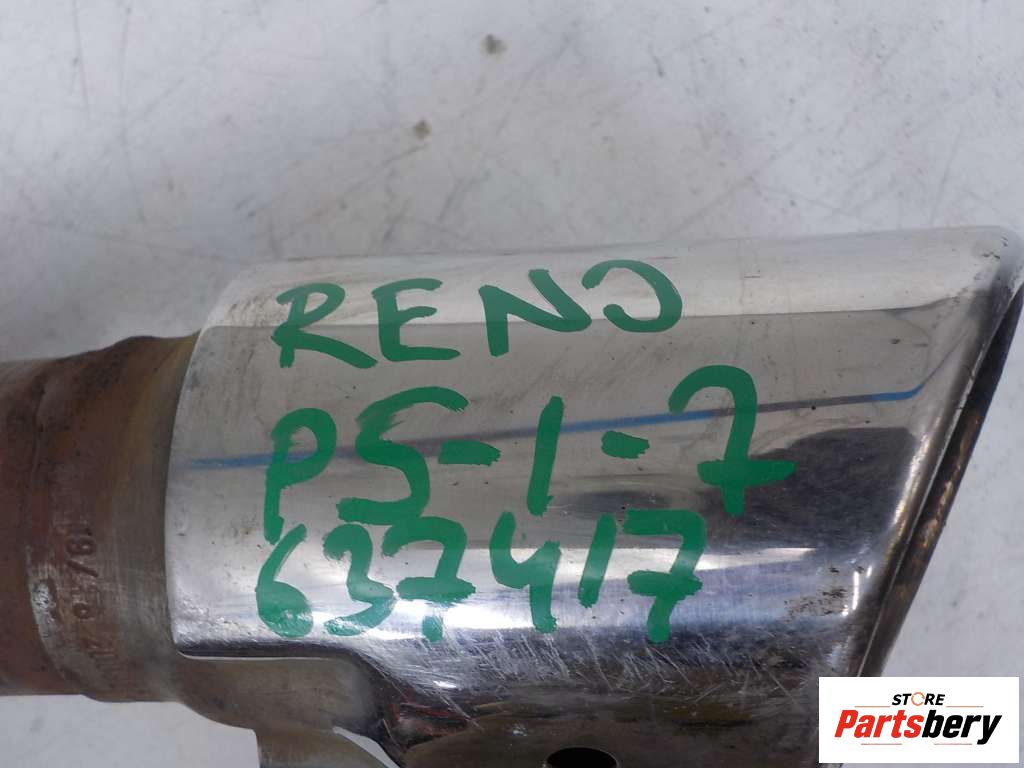 RENO
PS-1-7
637417
STORE
Partsbery